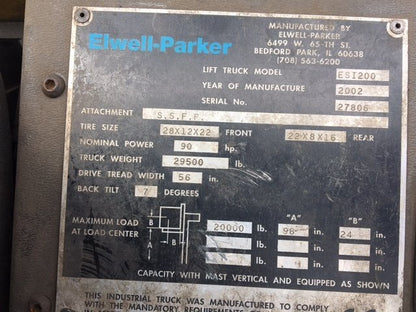 Elwell-Parker
MANUFACTURED BY
ELWELL-PARKER
6499 W. 65-TH ST.
BEDFORD PARK, IL 60638
(708) 563-6200
LIFT TRUCK MODEL ESI200
YEAR OF MANUFACTURE 2002
SERIAL No. 27806
ATTACHMENT S.S.F.F.
TIRE SIZE 28X12X22 FRONT 22X8X16 REAR
NOMINAL POWER 90 hp.
TRUCK WEIGHT 29500 lb.
DRIVE TREAD WIDTH 56 in.
BACK TILT 7 DEGREES
"A" "B"
MAXIMUM LOAD AT LOAD CENTER B A B 20000 lb. 96 in. 24 in.
lb. in. in.
lb. in. in.
CAPACITY WITH MAST VERTICAL AND EQUIPPED AS SHOWN
THIS INDUSTRIAL TRUCK WAS MANUFACTURED TO COMPLY
WITH THE MANDATORY REQUIREMENTS